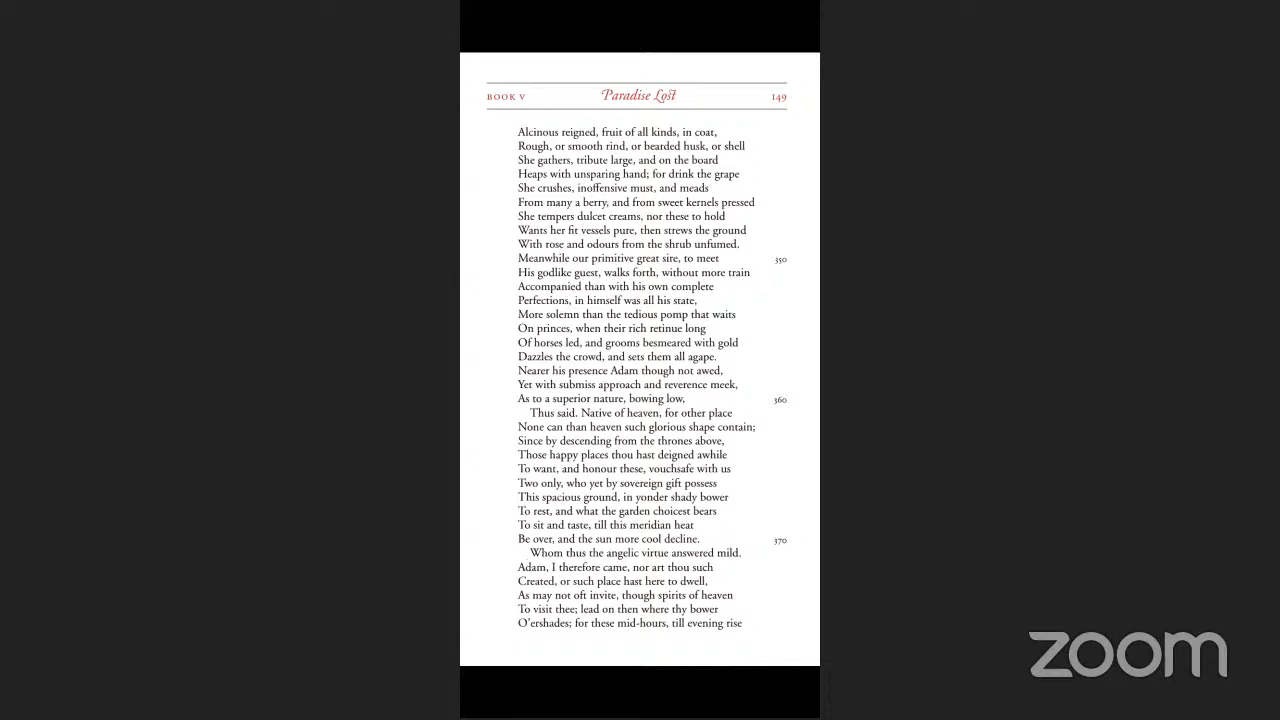 BOOK V Paradise Lost 149
Alcinous reigned, fruit of all kinds, in coat,
Rough, or smooth rind, or bearded husk, or shell
She gathers, tribute large, and on the board
Heaps with unsparing hand; for drink the grape
She crushes, inoffensive must, and meads
From many a berry, and from sweet kernels pressed
She tempers dulcet creams, nor these to hold
Wants her fit vessels pure, then strews the ground
With rose and odours from the shrub unfumed.
Meanwhile our primitive great sire, to meet 350
His godlike guest, walks forth, without more train
Accompanied than with his own complete
Perfections, in himself was all his state,
More solemn than the tedious pomp that waits
On princes, when their rich retinue long
Of horses led, and grooms besmeared with gold
Dazzles the crowd, and sets them all agape.
Nearer his presence Adam though not awed,
Yet with submiss approach and reverence meek,
As to a superior nature, bowing low, 360
Thus said. Native of heaven, for other place
None can than heaven such glorious shape contain;
Since by descending from the thrones above,
Those happy places thou hast deigned awhile
To want, and honour these, vouchsafe with us
Two only, who yet by sovereign gift possess
This spacious ground, in yonder shady bower
To rest, and what the garden choicest bears
To sit and taste, till this meridian heat
Be over, and the sun more cool decline. 370
Whom thus the angelic virtue answered mild.
Adam, I therefore came, nor art thou such
Created, or such place hast here to dwell,
As may not oft invite, though spirits of heaven
To visit thee; lead on then where thy bower
O'ershades; for these mid-hours, till evening rise
zoom